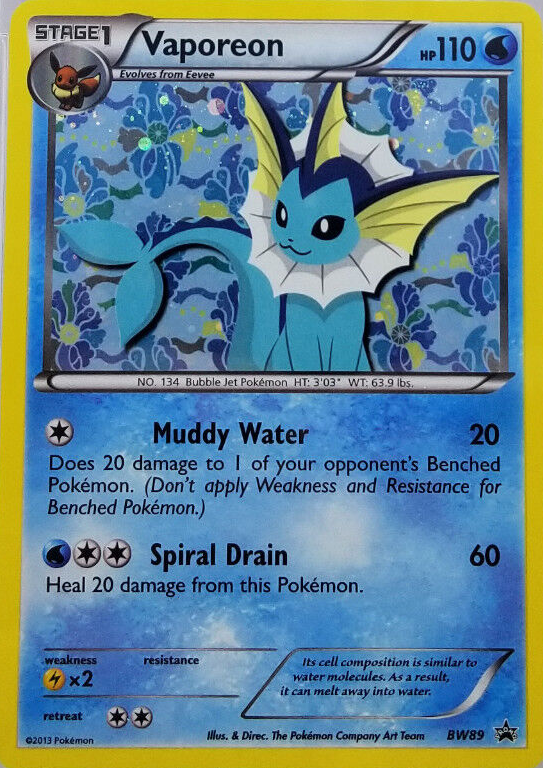 STAGE1
Vaporeon
HP110
Evolves from Eevee
NO. 134 Bubble Jet Pokémon HT: 3'03" WT: 63.9 lbs.
Muddy Water 20
Does 20 damage to 1 of your opponent's Benched
Pokémon. (Don't apply Weakness and Resistance for
Benched Pokémon.)
Spiral Drain 60
Heal 20 damage from this Pokémon.
weakness resistance
×2
Its cell composition is similar to
water molecules. As a result,
it can melt away into water.
retreat
©2013 Pokémon
Illus. & Direc. The Pokémon Company Art Team BW89